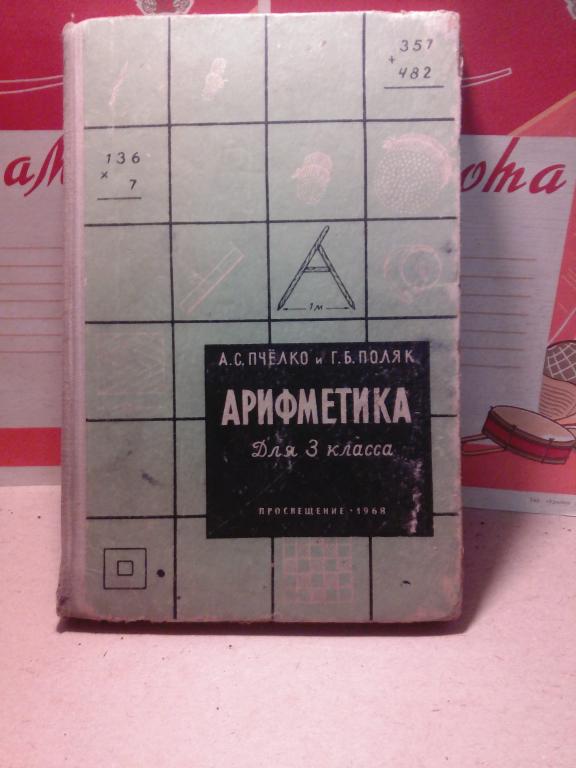 357
+
482
136
×
7
1м
А.С.ПЧЁЛКО и Г.Б.ПОЛЯК
АРИФМЕТИКА
Для 3 класса
ПРОСВЕЩЕНИЕ · 1968